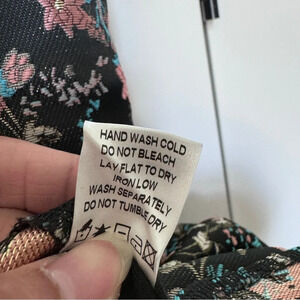 HAND WASH COLD
DO NOT BLEACH
LAY FLAT TO DRY
IRON LOW
WASH SEPARATELY
DO NOT TUMBLE DRY